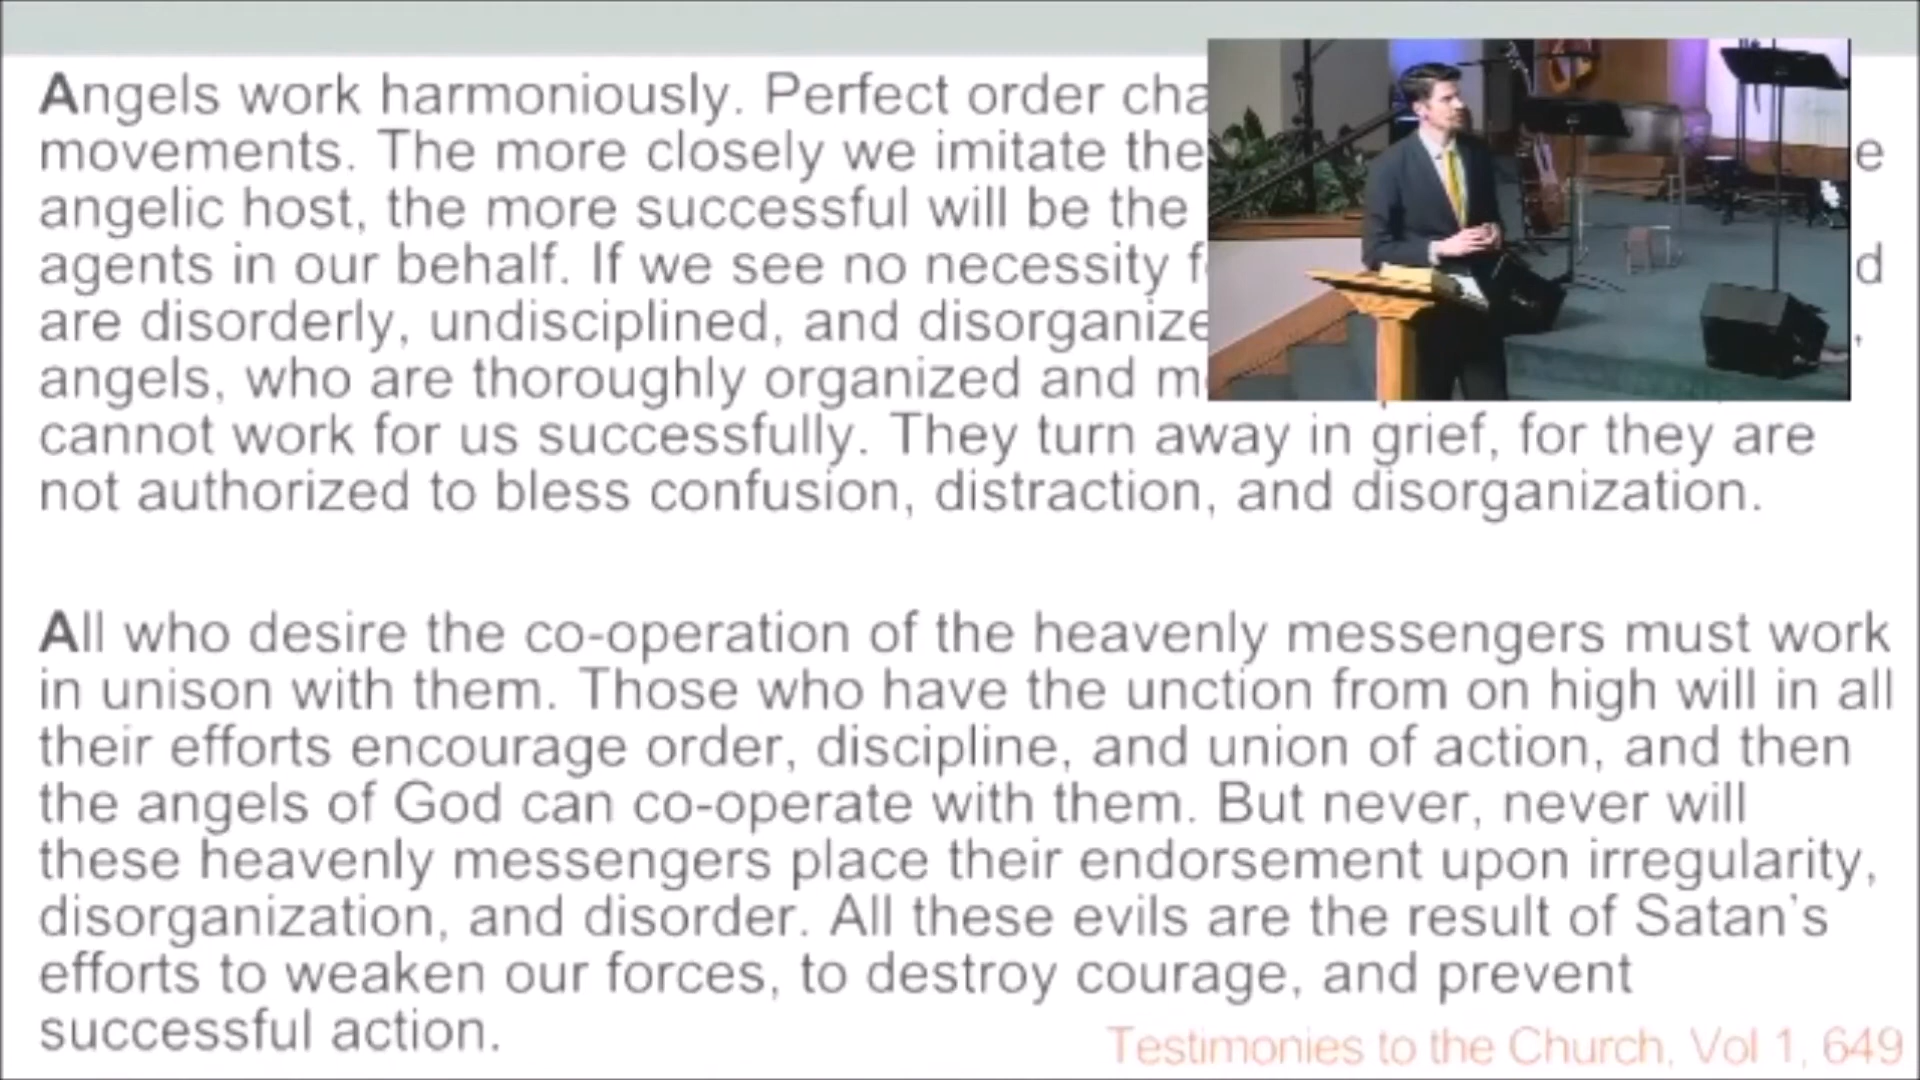 Angels work harmoniously. Perfect order
movements. The more closely we imitate the
angelic host, the more successful will be the
agents in our behalf. If we see no necessity
are disorderly, undisciplined, and
angels, who are thoroughly organized and
cannot work for us successfully. They turn away in grief, for they are
not authorized to bless confusion, distraction, and disorganization.
All who desire the co-operation of the heavenly messengers must work
in unison with them. Those who have the unction from on high will in all
their efforts encourage order, discipline, and union of action, and then
the angels of God can co-operate with them. But never, never will
these heavenly messengers place their endorsement upon irregularity,
disorganization, and disorder. All these evils are the result of Satan's
efforts to weaken our forces, to destroy courage, and prevent
successful action.
Testimonies to the Church, Vol 1, 649